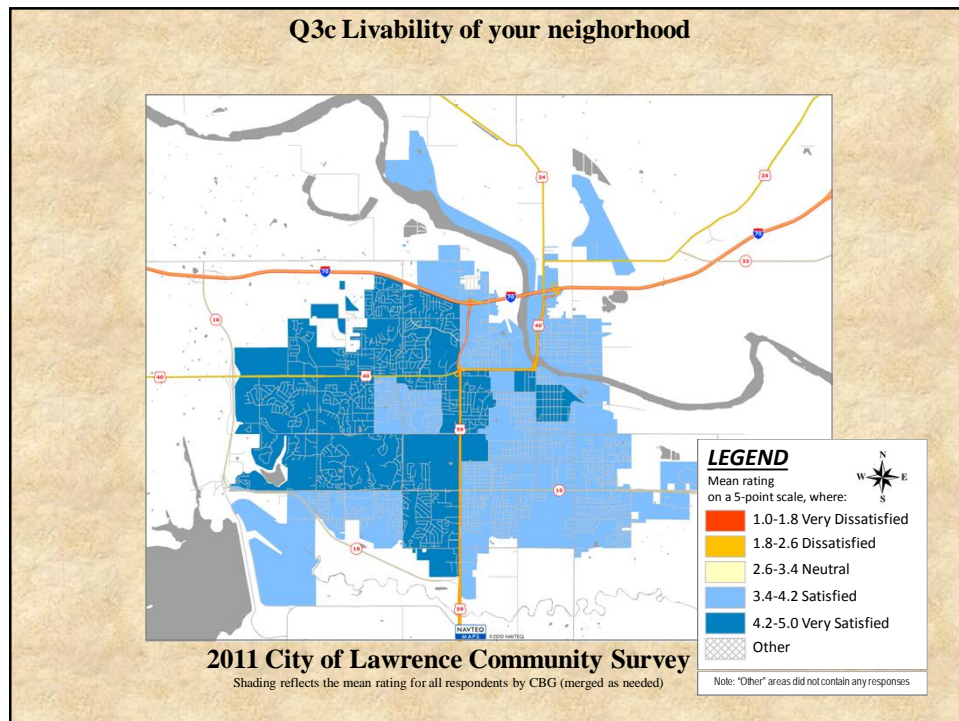 Q3c Livability of your neighorhood
24
24
70
32
70
70
10
40
40
40
59
10
10
59
NAVTEQ
MAPS
©2010 NAVTEQ
LEGEND
Mean rating
on a 5-point scale, where:
N
W E
S
1.0-1.8 Very Dissatisfied
1.8-2.6 Dissatisfied
2.6-3.4 Neutral
3.4-4.2 Satisfied
4.2-5.0 Very Satisfied
Other
Note: “Other” areas did not contain any responses
2011 City of Lawrence Community Survey
Shading reflects the mean rating for all respondents by CBG (merged as needed)